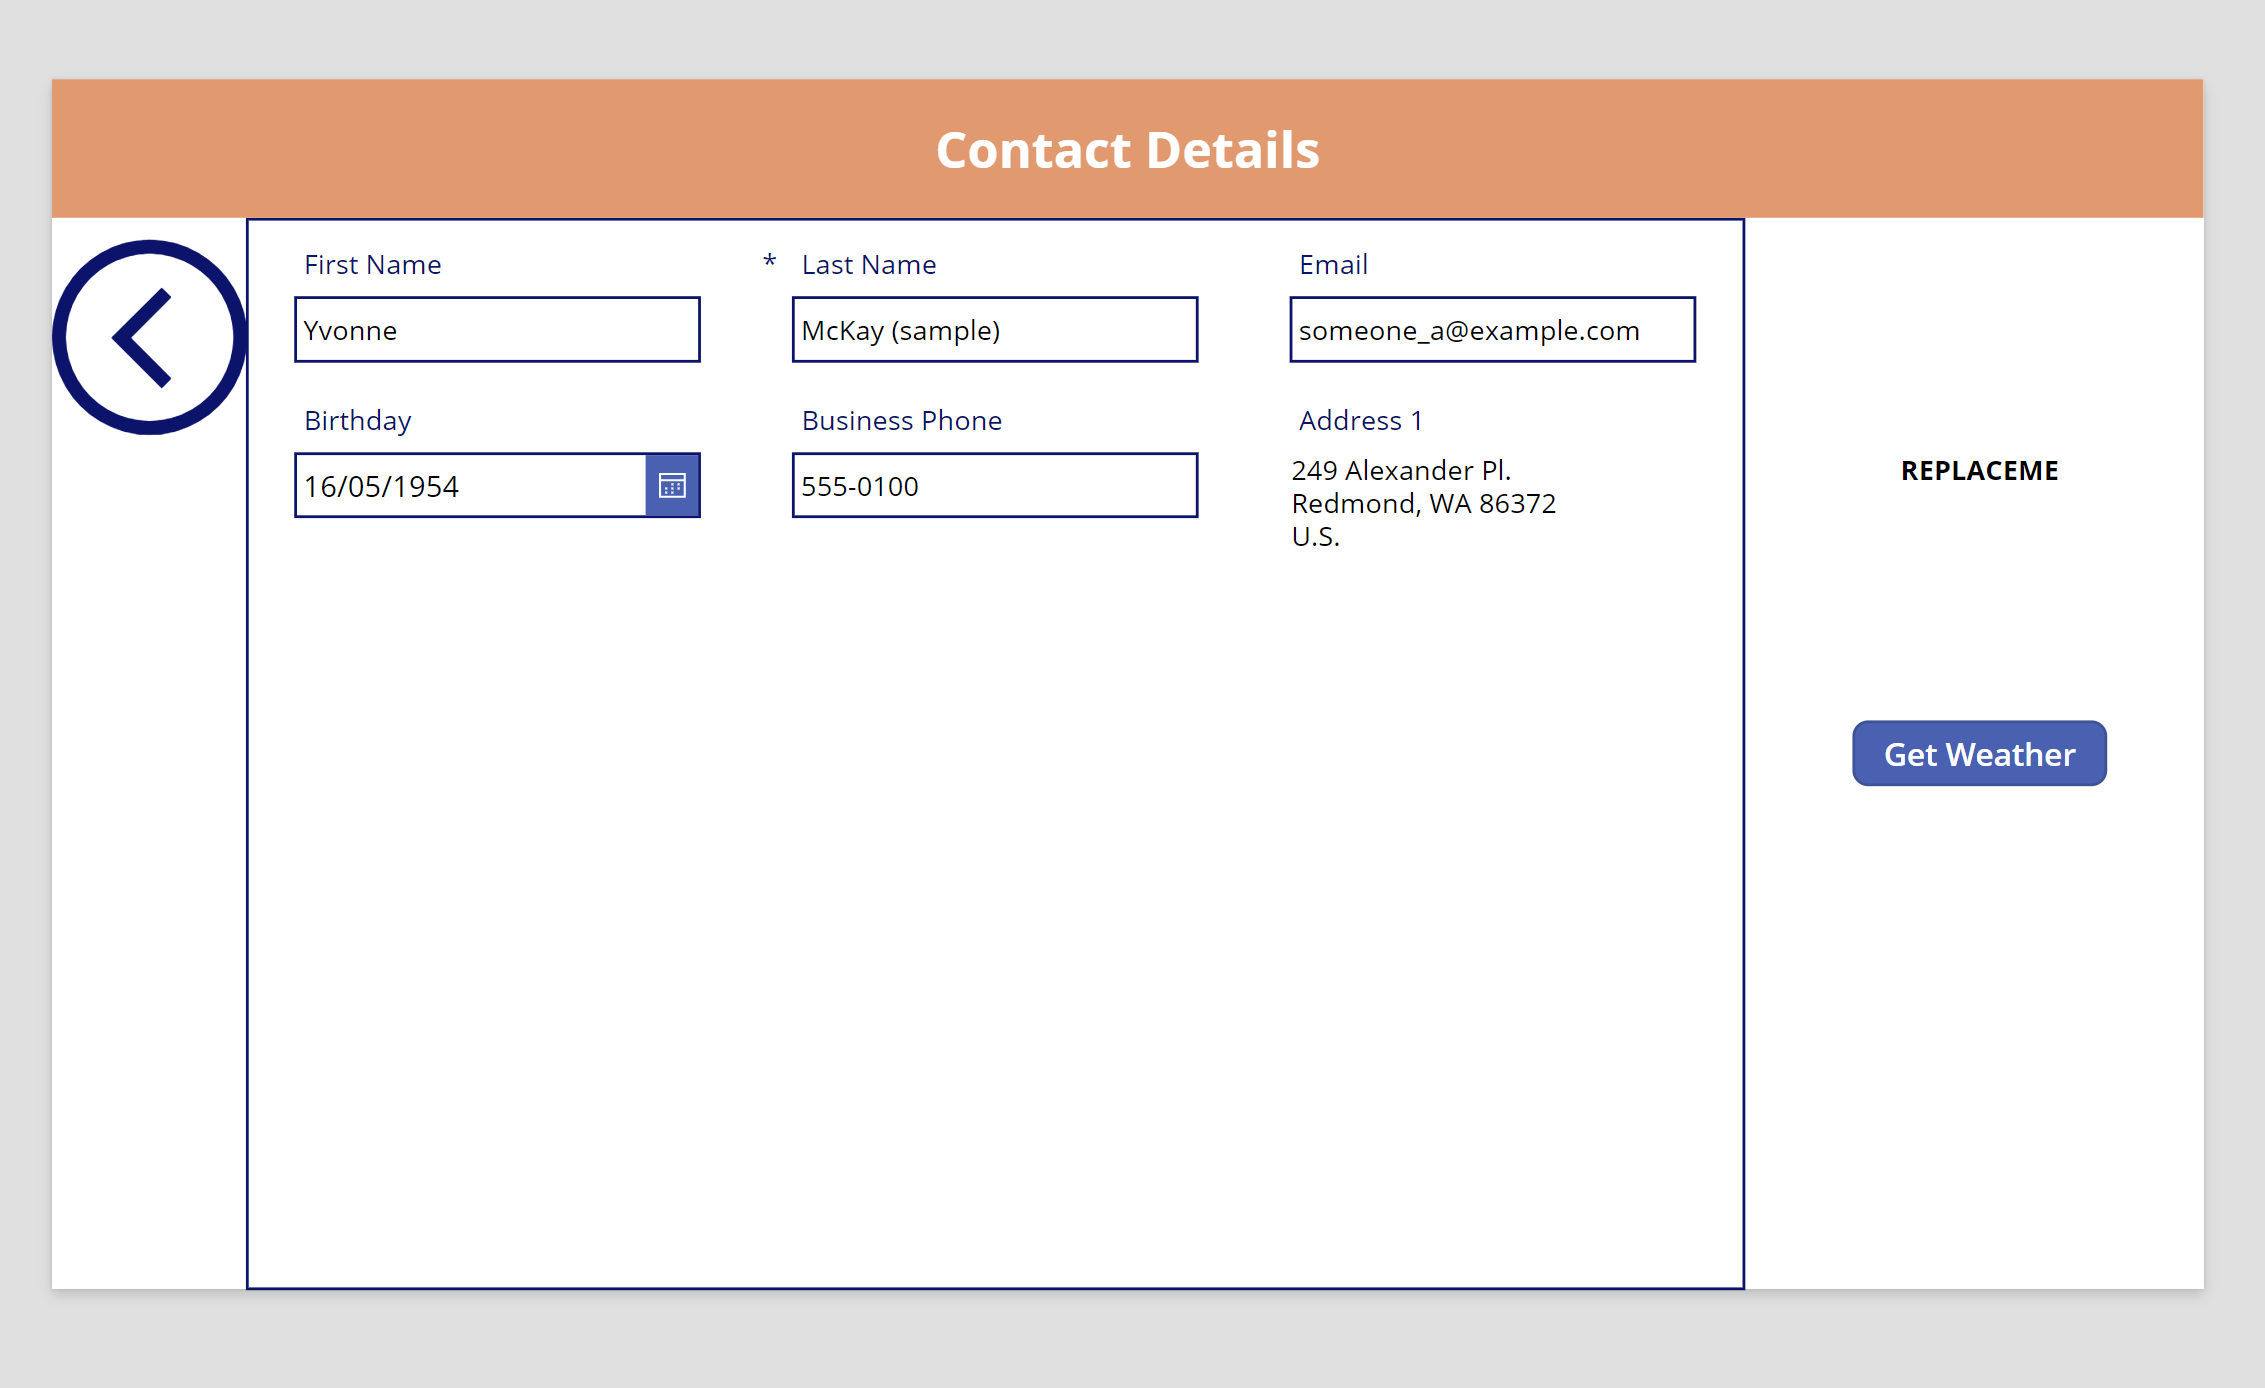 Contact Details
First Name
* Last Name
Email
Yvonne
McKay (sample)
someone_a@example.com
Birthday
Business Phone
Address 1
16/05/1954
555-0100
249 Alexander Pl.
Redmond, WA 86372
U.S.
REPLACEME
Get Weather